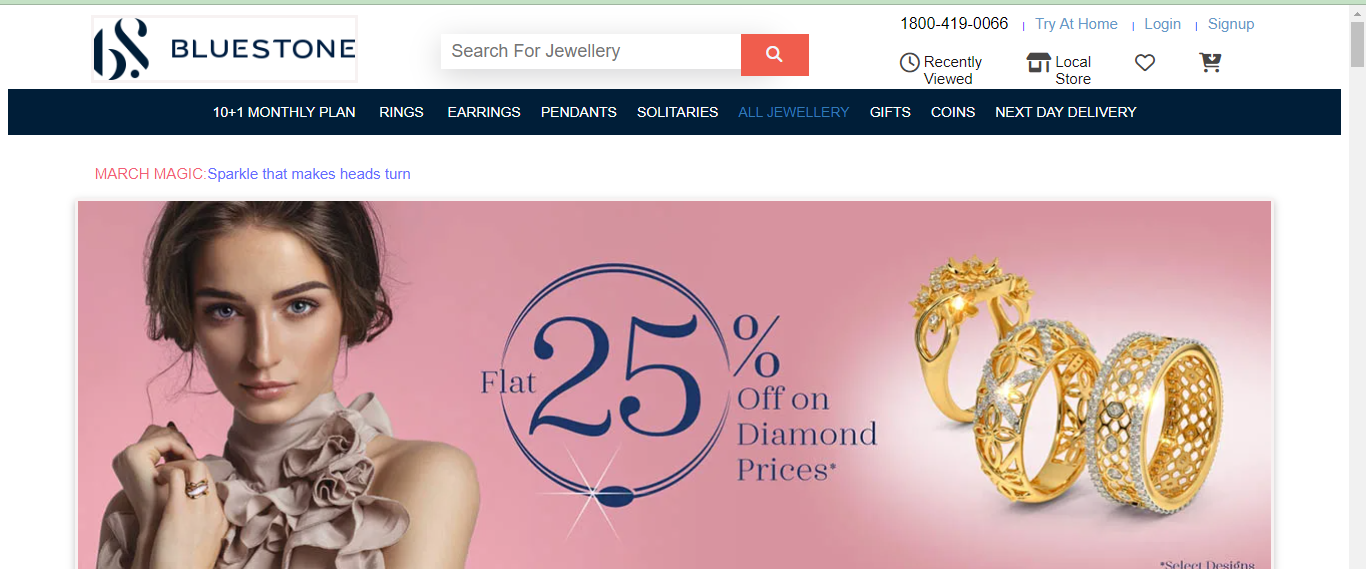 BLUESTONE
Search For Jewellery
1800-419-0066 | Try At Home | Login | Signup
Recently
Viewed
Local
Store
10+1 MONTHLY PLAN RINGS EARRINGS PENDANTS SOLITARIES ALL JEWELLERY GIFTS COINS NEXT DAY DELIVERY
MARCH MAGIC:Sparkle that makes heads turn
Flat 25%
Off on
Diamond
Prices*
*Select Designs